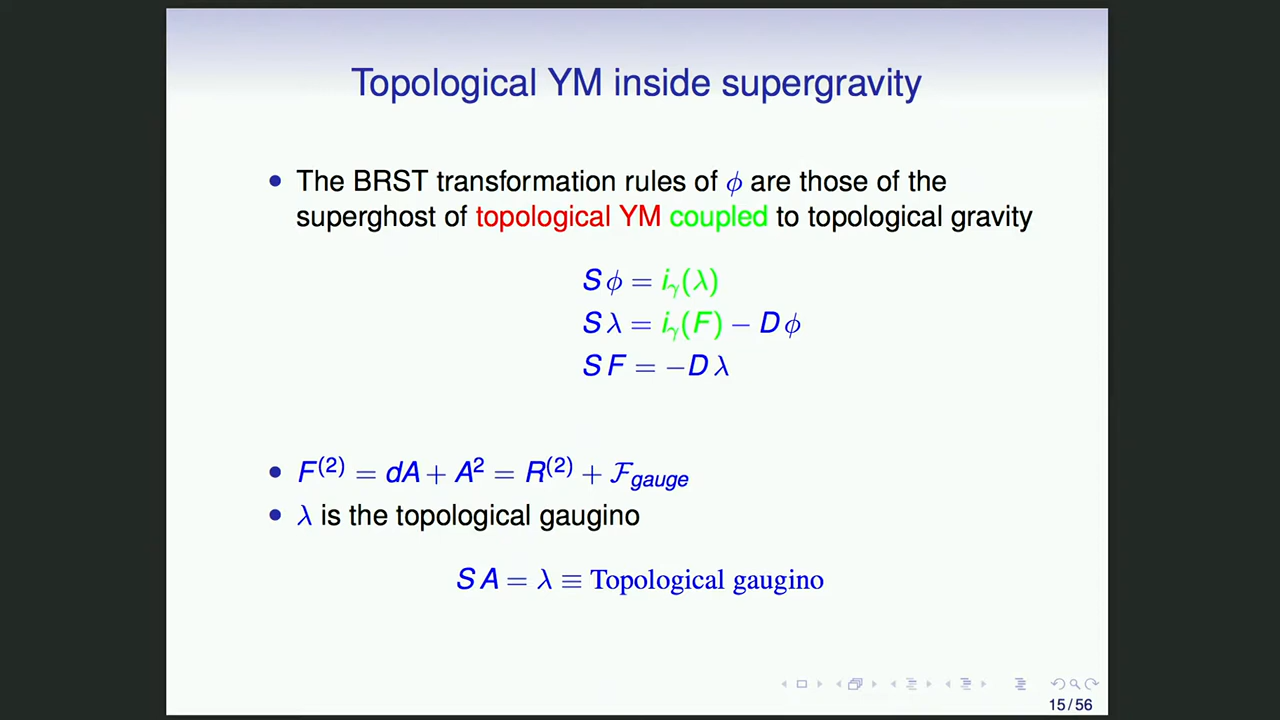 Topological YM inside supergravity
• The BRST transformation rules of ϕ are those of the
superghost of topological YM coupled to topological gravity
S ϕ = i_γ(λ)
S λ = i_γ(F) − D ϕ
S F = −D λ
• F^(2) = dA + A^2 = R^(2) + ℱ_gauge
• λ is the topological gaugino
S A = λ ≡ Topological gaugino
15 / 56